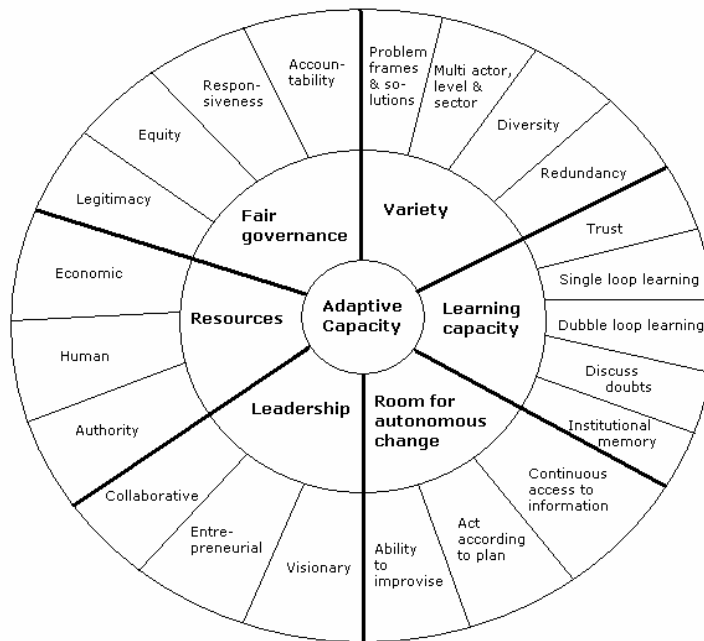 Problem
frames
& so-
lutions
Multi actor,
level &
sector
Diversity
Redundancy
Trust
Single loop learning
Dubble loop learning
Discuss
doubts
Institutional
memory
Continuous
access to
information
Act
according
to plan
Ability
to
improvise
Visionary
Entre-
preneurial
Collaborative
Authority
Human
Economic
Legitimacy
Equity
Respon-
siveness
Accoun-
tability
Variety
Learning
capacity
Room for
autonomous
change
Leadership
Resources
Fair
governance
Adaptive
Capacity